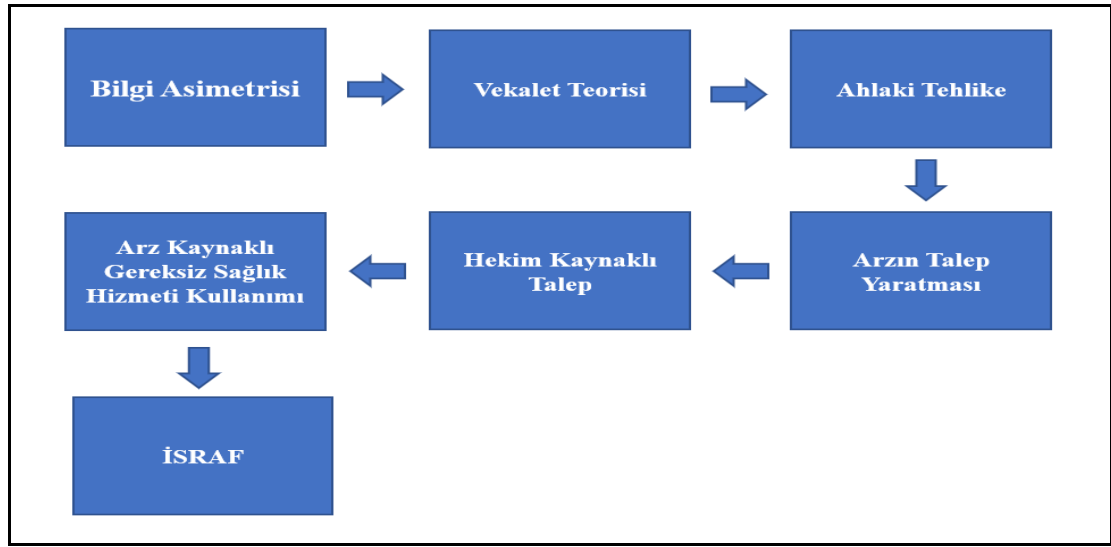 Bilgi Asimetrisi
Vekalet Teorisi
Ahlaki Tehlike
Arzın Talep
Yaratması
Hekim Kaynaklı
Talep
Arz Kaynaklı
Gereksiz Sağlık
Hizmeti Kullanımı
İSRAF